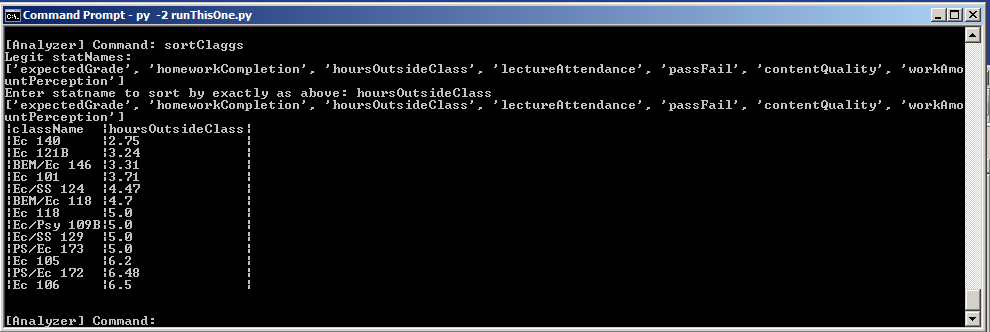 Command Prompt - py -2 runThisOne.py
[Analyzer] Command: sortClaggs
Legit statNames:
['expectedGrade', 'homeworkCompletion', 'hoursOutsideClass', 'lectureAttendance', 'passFail', 'contentQuality', 'workAmo
untPerception']
Enter statname to sort by exactly as above: hoursOutsideClass
['expectedGrade', 'homeworkCompletion', 'hoursOutsideClass', 'lectureAttendance', 'passFail', 'contentQuality', 'workAmo
untPerception']
|className  |hoursOutsideClass|
|Ec 140     |2.75             |
|Ec 121B    |3.24             |
|BEM/Ec 146 |3.31             |
|Ec 101     |3.71             |
|Ec/SS 124  |4.47             |
|BEM/Ec 118 |4.7              |
|Ec 118     |5.0              |
|Ec/Psy 109B|5.0              |
|Ec/SS 129  |5.0              |
|PS/Ec 173  |5.0              |
|Ec 105     |6.2              |
|PS/Ec 172  |6.48             |
|Ec 106     |6.5              |
[Analyzer] Command: